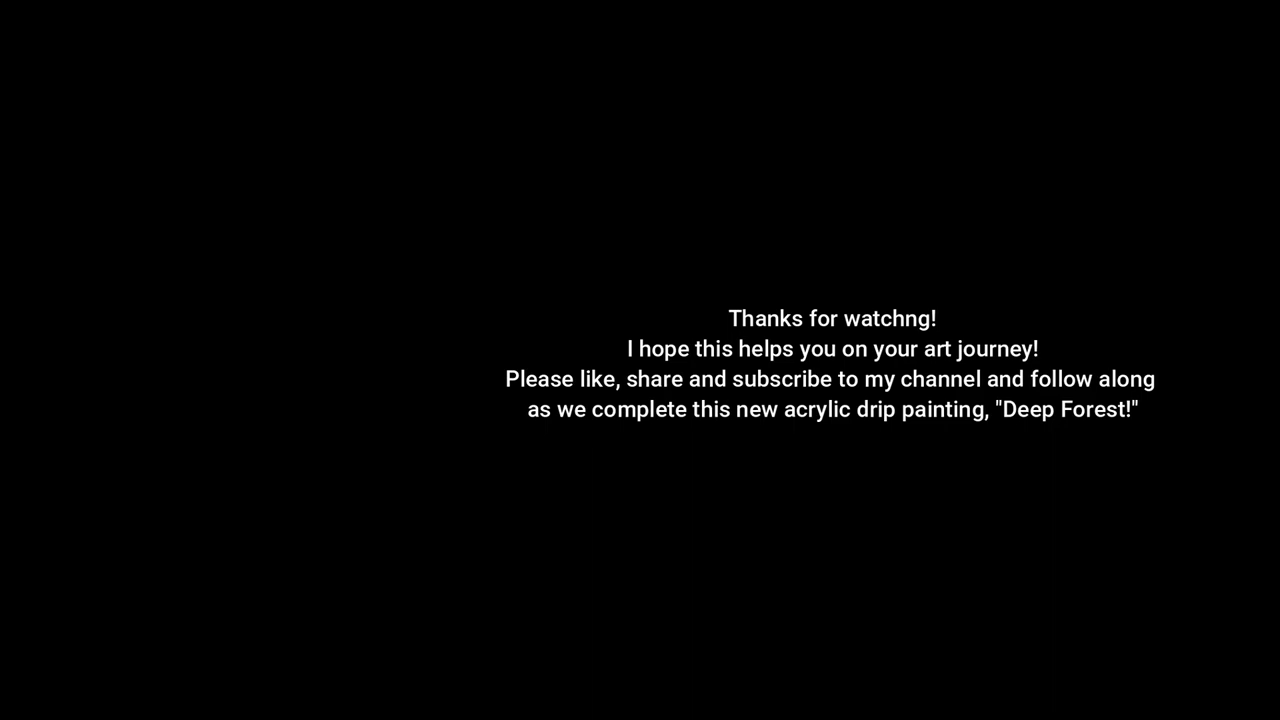 Thanks for watchng!
I hope this helps you on your art journey!
Please like, share and subscribe to my channel and follow along
as we complete this new acrylic drip painting, "Deep Forest!"